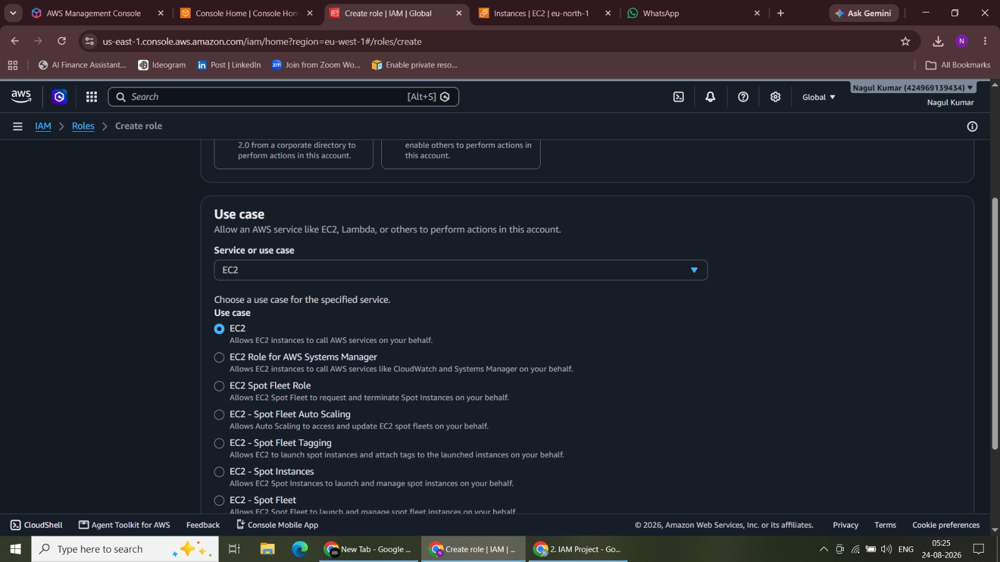 AWS Management Console
Console Home | Console Hom
Create role | IAM | Global
Instances | EC2 | eu-north-1
WhatsApp
Ask Gemini
us-east-1.console.aws.amazon.com/iam/home?region=eu-west-1#/roles/create
N
AI Finance Assistant...
Ideogram
in Post | LinkedIn
zm Join from Zoom Wo...
Enable private reso...
All Bookmarks
aws
Search
[Alt+S]
Global
Nagul Kumar (424969139434)
Nagul Kumar
IAM
Roles
Create role
2.0 from a corporate directory to
perform actions in this account.
enable others to perform actions in
this account.
Use case
Allow an AWS service like EC2, Lambda, or others to perform actions in this account.
Service or use case
EC2
Choose a use case for the specified service.
Use case
EC2
Allows EC2 instances to call AWS services on your behalf.
EC2 Role for AWS Systems Manager
Allows EC2 instances to call AWS services like CloudWatch and Systems Manager on your behalf.
EC2 Spot Fleet Role
Allows EC2 Spot Fleet to request and terminate Spot Instances on your behalf.
EC2 - Spot Fleet Auto Scaling
Allows Auto Scaling to access and update EC2 spot fleets on your behalf.
EC2 - Spot Fleet Tagging
Allows EC2 to launch spot instances and attach tags to the launched instances on your behalf.
EC2 - Spot Instances
Allows EC2 Spot Instances to launch and manage spot instances on your behalf.
EC2 - Spot Fleet
Allows EC2 Spot Fleet to launch and manage spot fleet instances on your behalf.
CloudShell
Agent Toolkit for AWS
Feedback
Console Mobile App
© 2026, Amazon Web Services, Inc. or its affiliates.
Privacy
Terms
Cookie preferences
Type here to search
New Tab - Google ...
Create role | IAM | ...
2. IAM Project - Go...
ENG
05:25
24-08-2026